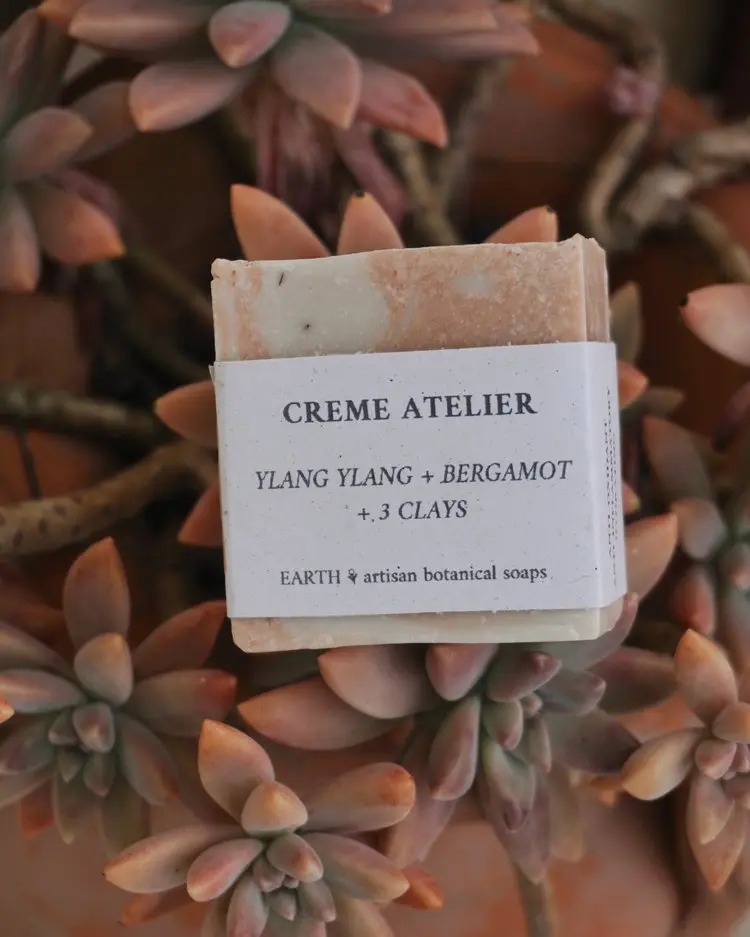 CREME ATELIER
YLANG YLANG + BERGAMOT
+ 3 CLAYS
EARTH artisan botanical soaps